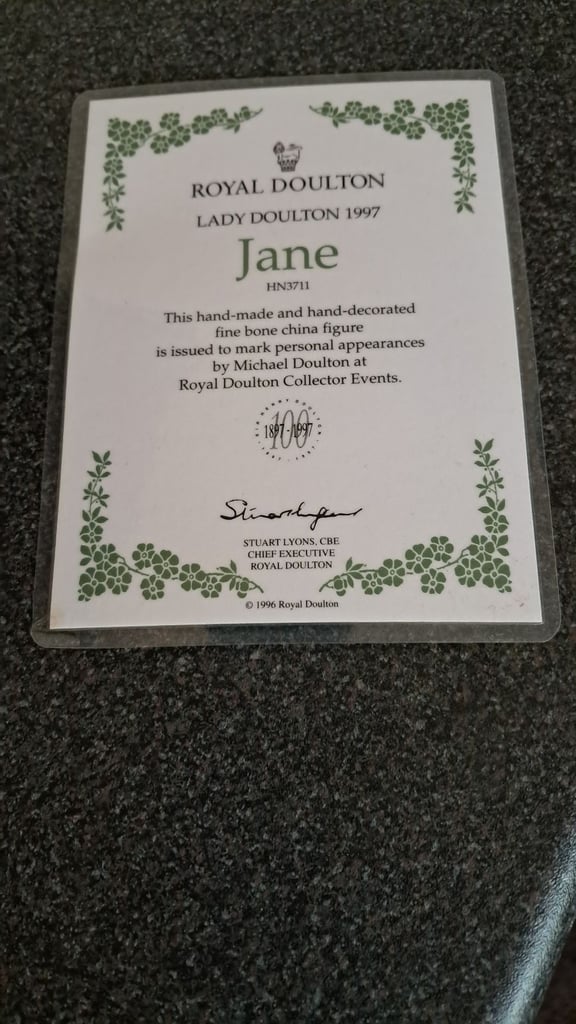 ROYAL DOULTON
LADY DOULTON 1997
Jane
HN3711
This hand-made and hand-decorated
fine bone china figure
is issued to mark personal appearances
by Michael Doulton at
Royal Doulton Collector Events.
100
1897-1997
STUART LYONS, CBE
CHIEF EXECUTIVE
ROYAL DOULTON
© 1996 Royal Doulton